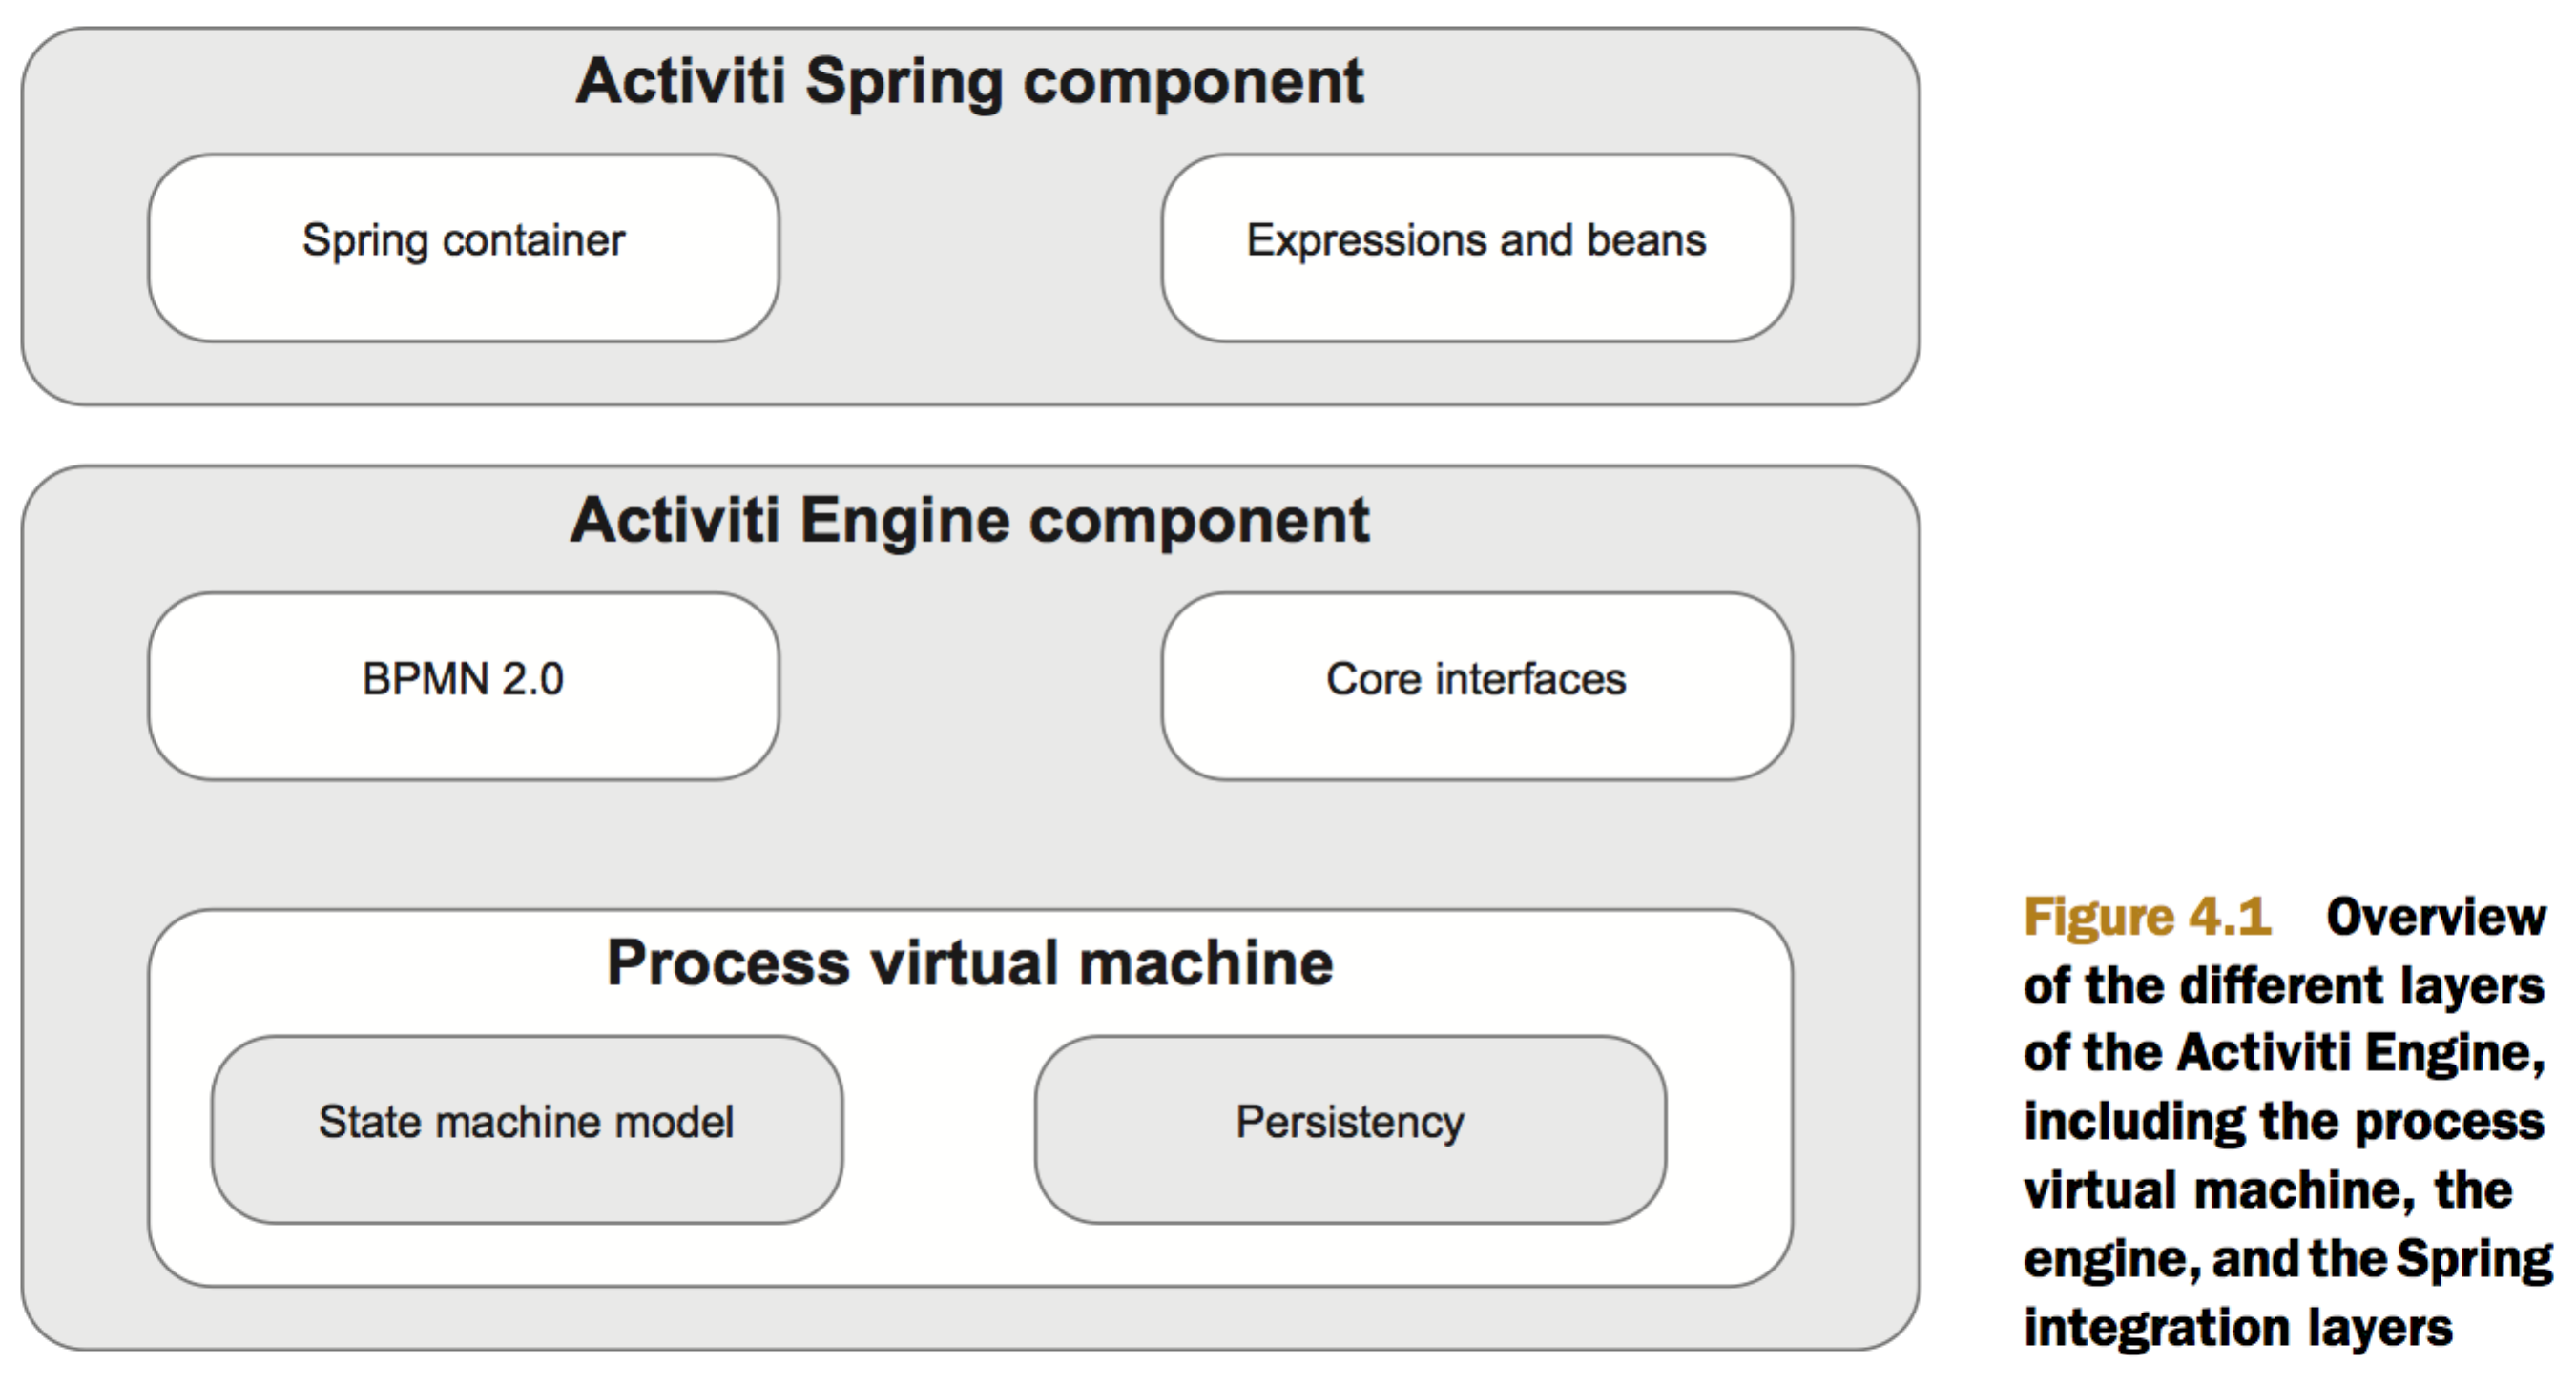 Activiti Spring component
Spring container
Expressions and beans
Activiti Engine component
BPMN 2.0
Core interfaces
Process virtual machine
State machine model
Persistency
Figure 4.1 Overview
of the different layers
of the Activiti Engine,
including the process
virtual machine, the
engine, and the Spring
integration layers